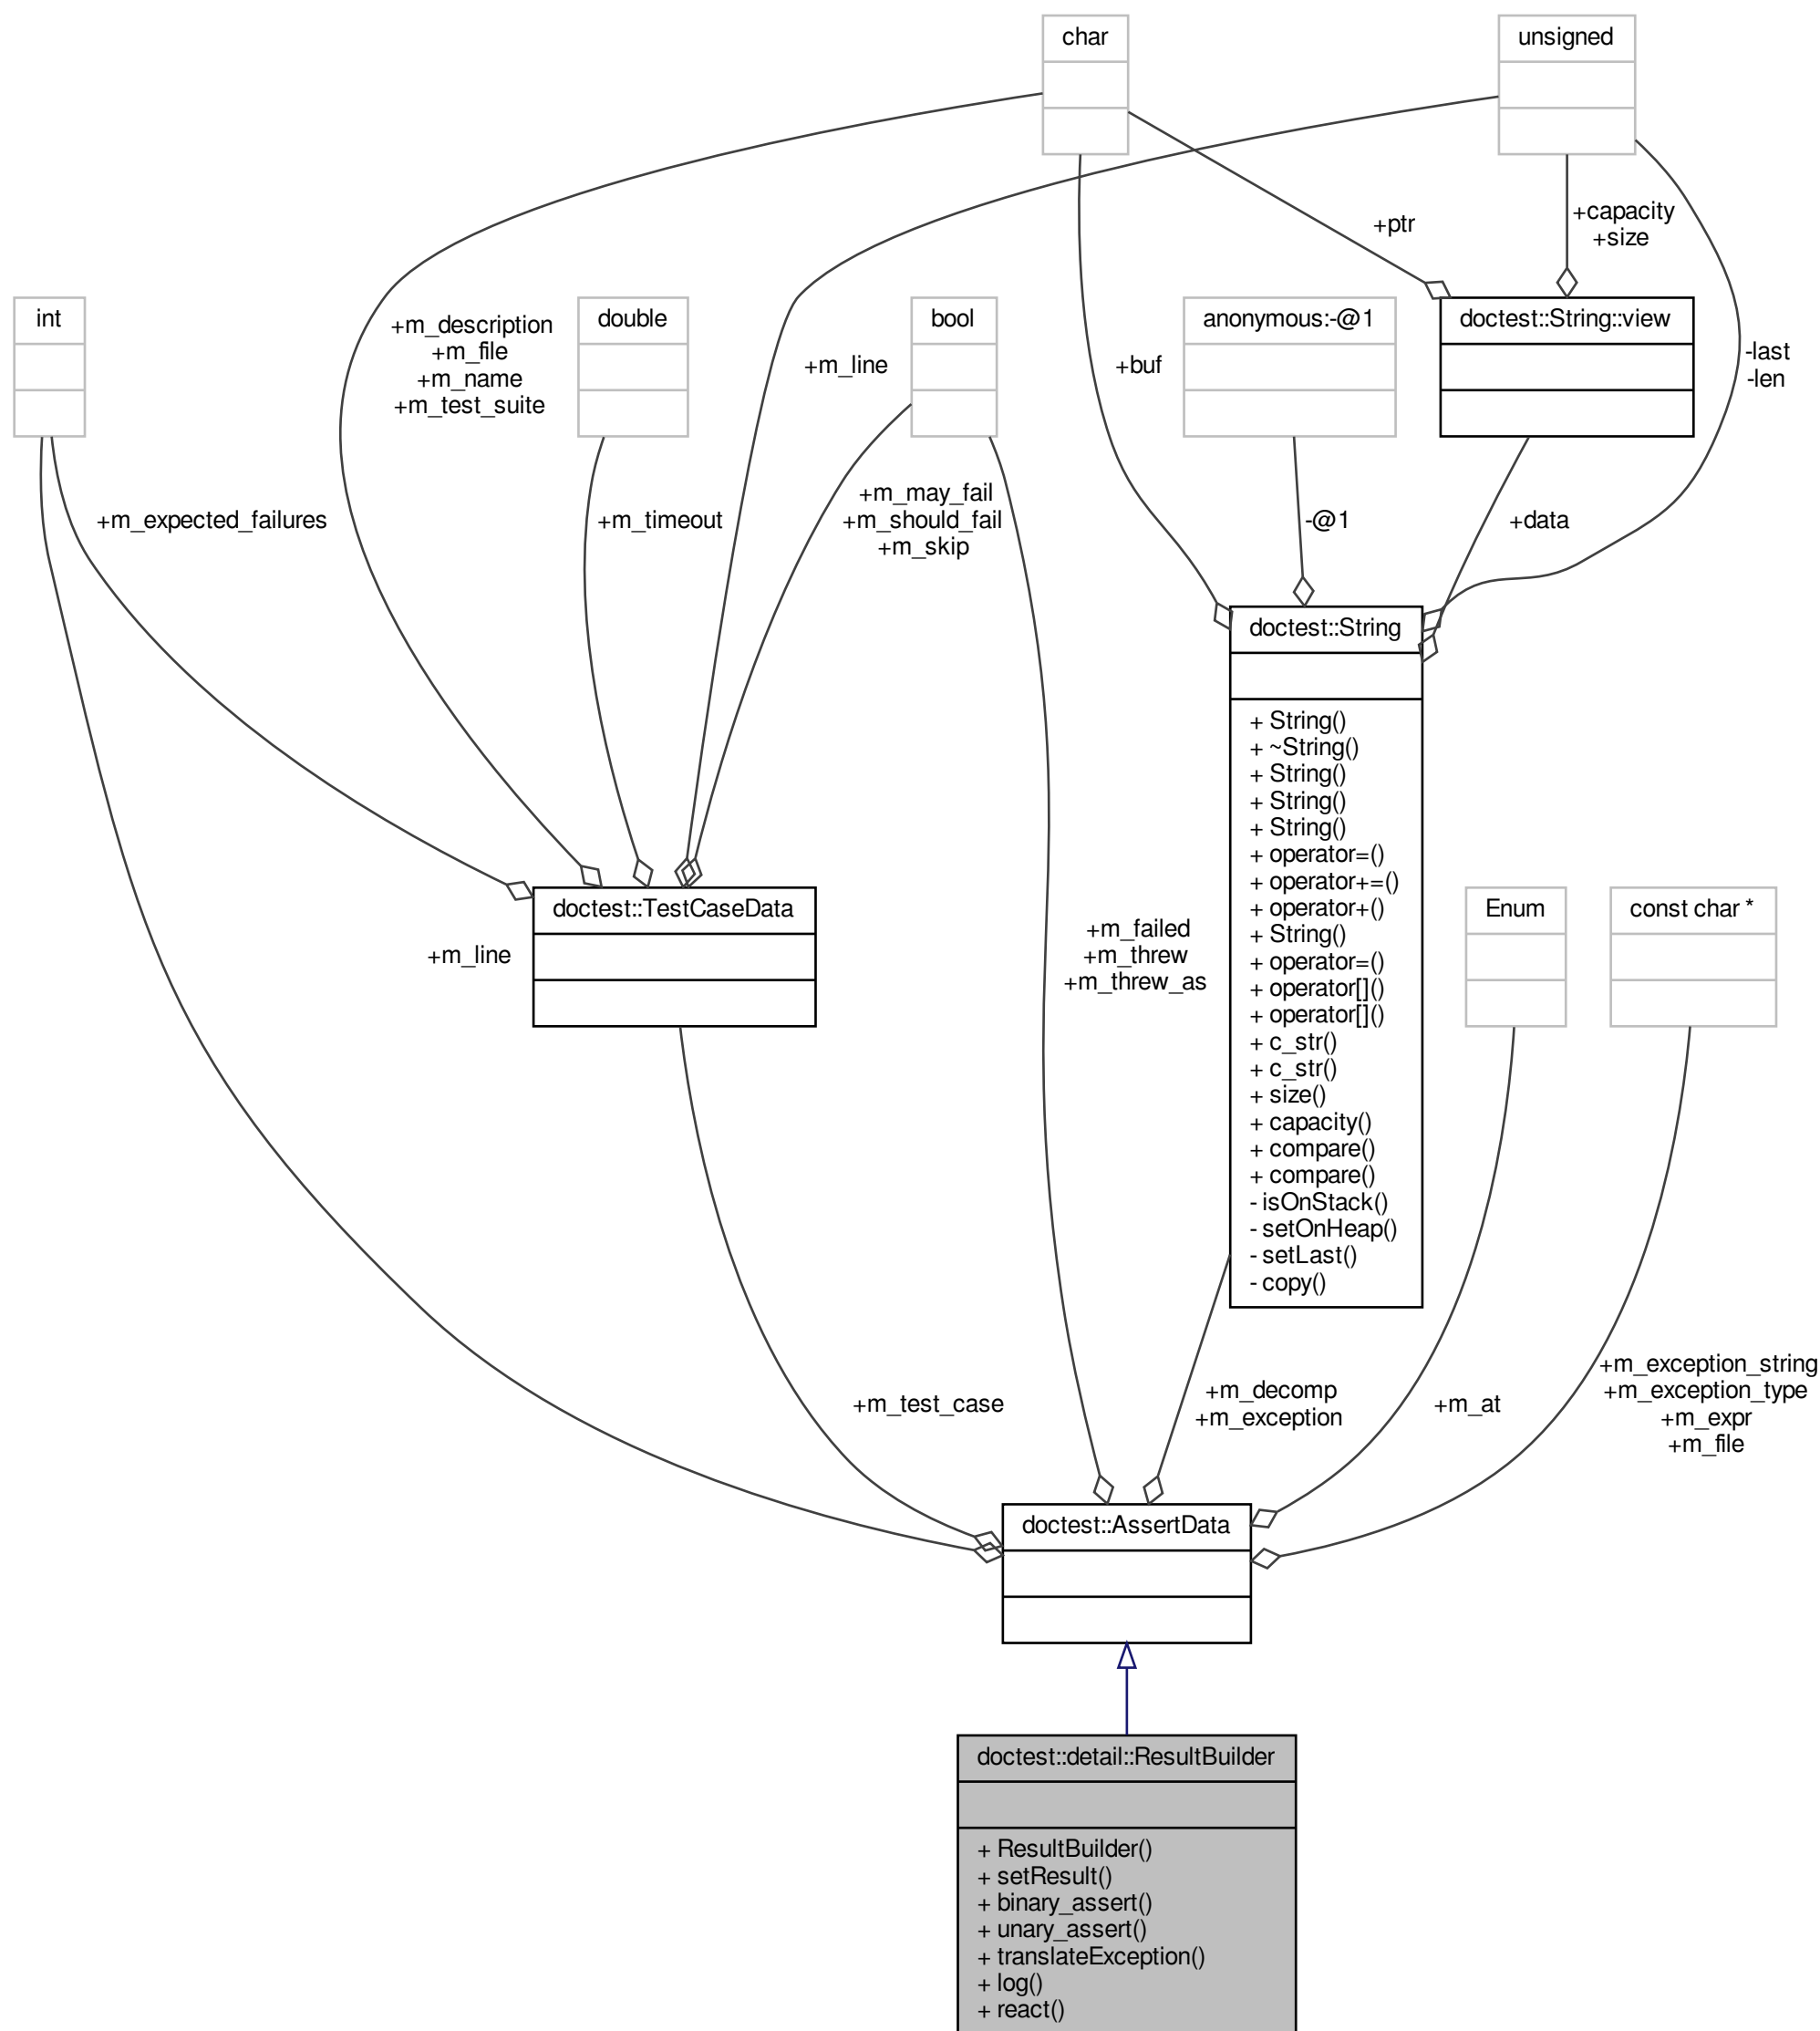 char
unsigned
+ptr
+capacity
+size
int
+m_description
+m_file
+m_name
+m_test_suite
double
+m_line
bool
+buf
anonymous:-@1
doctest::String::view
-last
-len
+m_expected_failures
+m_timeout
+m_may_fail
+m_should_fail
+m_skip
-@1
+data
doctest::String
+ String()
+ ~String()
+ String()
+ String()
+ String()
+ operator=()
+ operator+=()
+ operator+()
+ String()
+ operator=()
+ operator[]()
+ operator[]()
+ c_str()
+ c_str()
+ size()
+ capacity()
+ compare()
+ compare()
- isOnStack()
- setOnHeap()
- setLast()
- copy()
doctest::TestCaseData
+m_line
+m_failed
+m_threw
+m_threw_as
Enum
const char *
+m_test_case
+m_decomp
+m_exception
+m_at
+m_exception_string
+m_exception_type
+m_expr
+m_file
doctest::AssertData
doctest::detail::ResultBuilder
+ ResultBuilder()
+ setResult()
+ binary_assert()
+ unary_assert()
+ translateException()
+ log()
+ react()